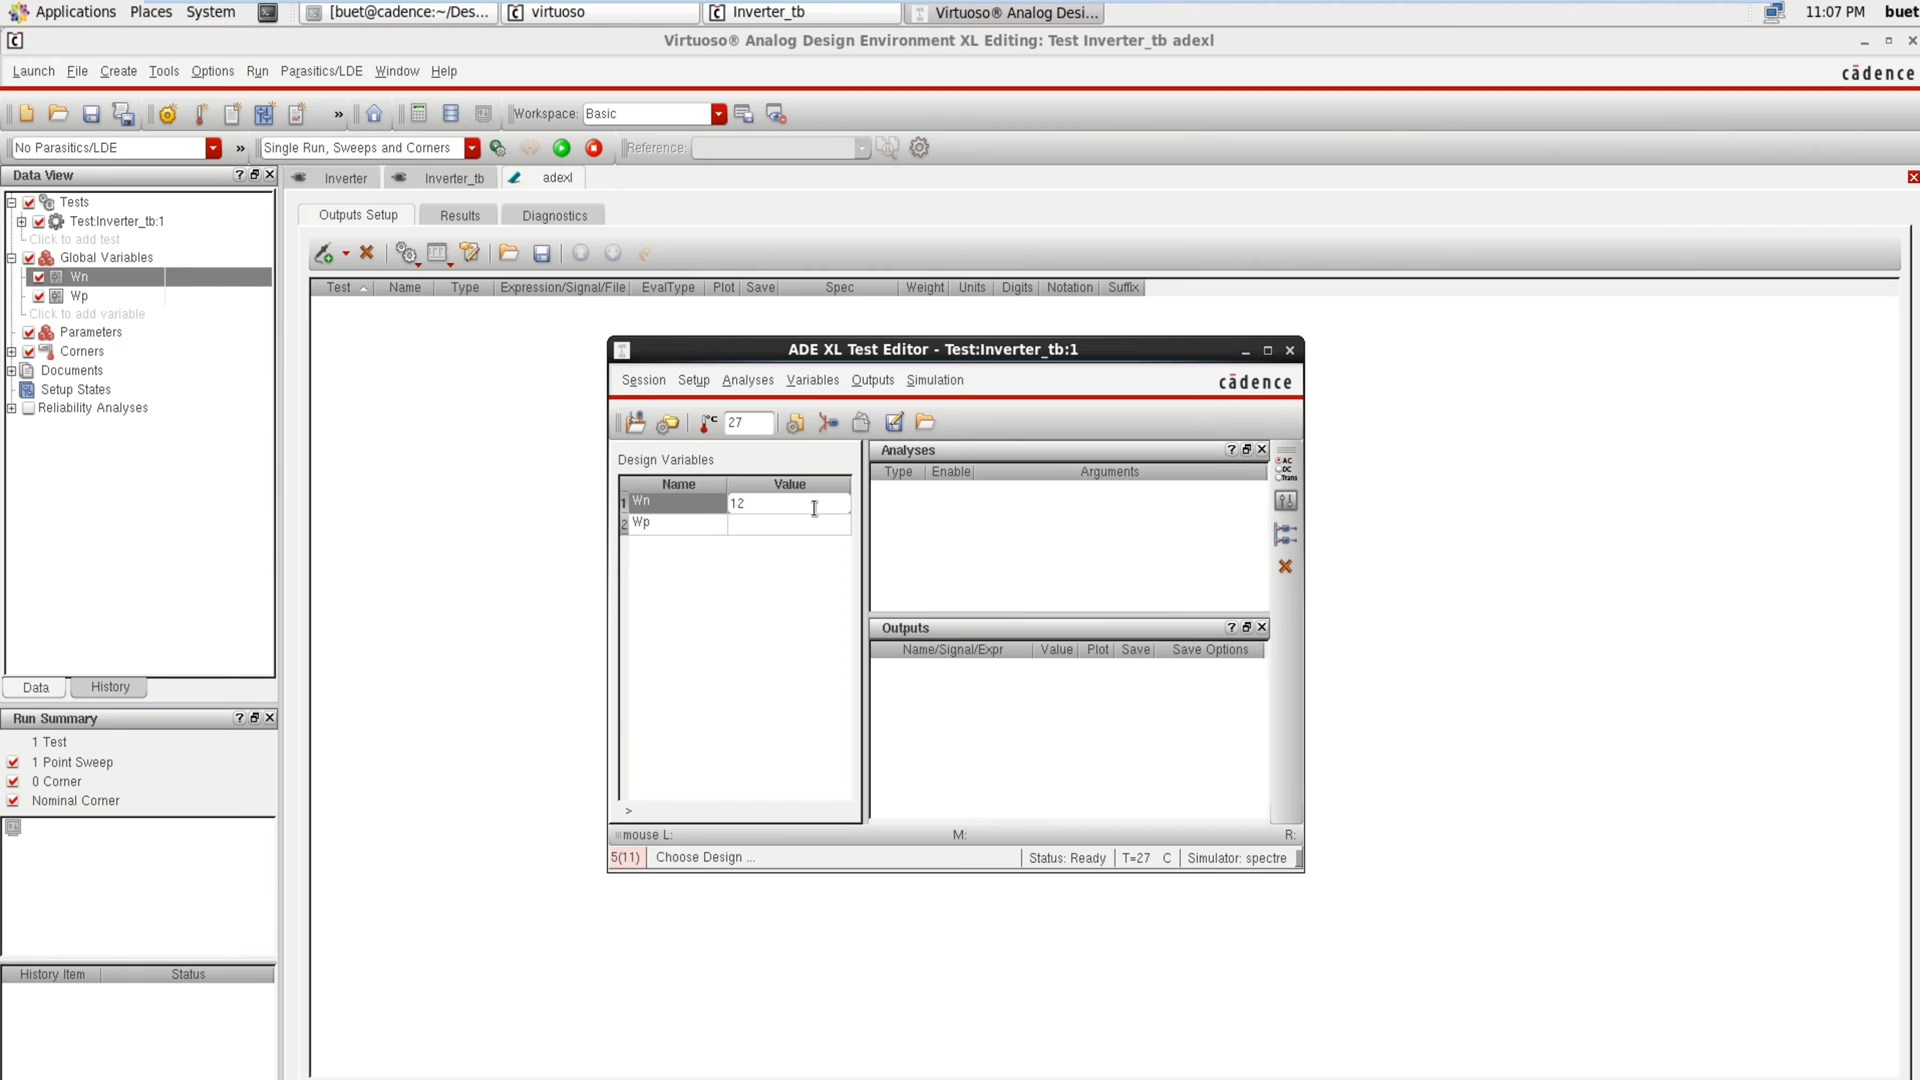 Applications Places System [buet@cadence:~/Des... virtuoso Inverter_tb Virtuoso® Analog Desi... 11:07 PM buet
Virtuoso® Analog Design Environment XL Editing: Test Inverter_tb adexl
Launch File Create Tools Options Run Parasitics/LDE Window Help cādence
» Workspace: Basic
No Parasitics/LDE » Single Run, Sweeps and Corners Reference:
Data View ?
Inverter Inverter_tb adexl
Tests
Test:Inverter_tb:1
Click to add test
Global Variables
Wn
Wp
Click to add variable
Parameters
Corners
Documents
Setup States
Reliability Analyses
Data History
Run Summary ?
1 Test
1 Point Sweep
0 Corner
Nominal Corner
History Item Status
Outputs Setup Results Diagnostics
Test Name Type Expression/Signal/File EvalType Plot Save Spec Weight Units Digits Notation Suffix
ADE XL Test Editor - Test:Inverter_tb:1
Session Setup Analyses Variables Outputs Simulation cādence
°C 27
Design Variables
Name Value
1 Wn 12
2 Wp
>
Analyses ?
Type Enable Arguments
AC
DC
Trans
Outputs ?
Name/Signal/Expr Value Plot Save Save Options
mouse L: M: R:
5(11) Choose Design ... Status: Ready T=27 C Simulator: spectre